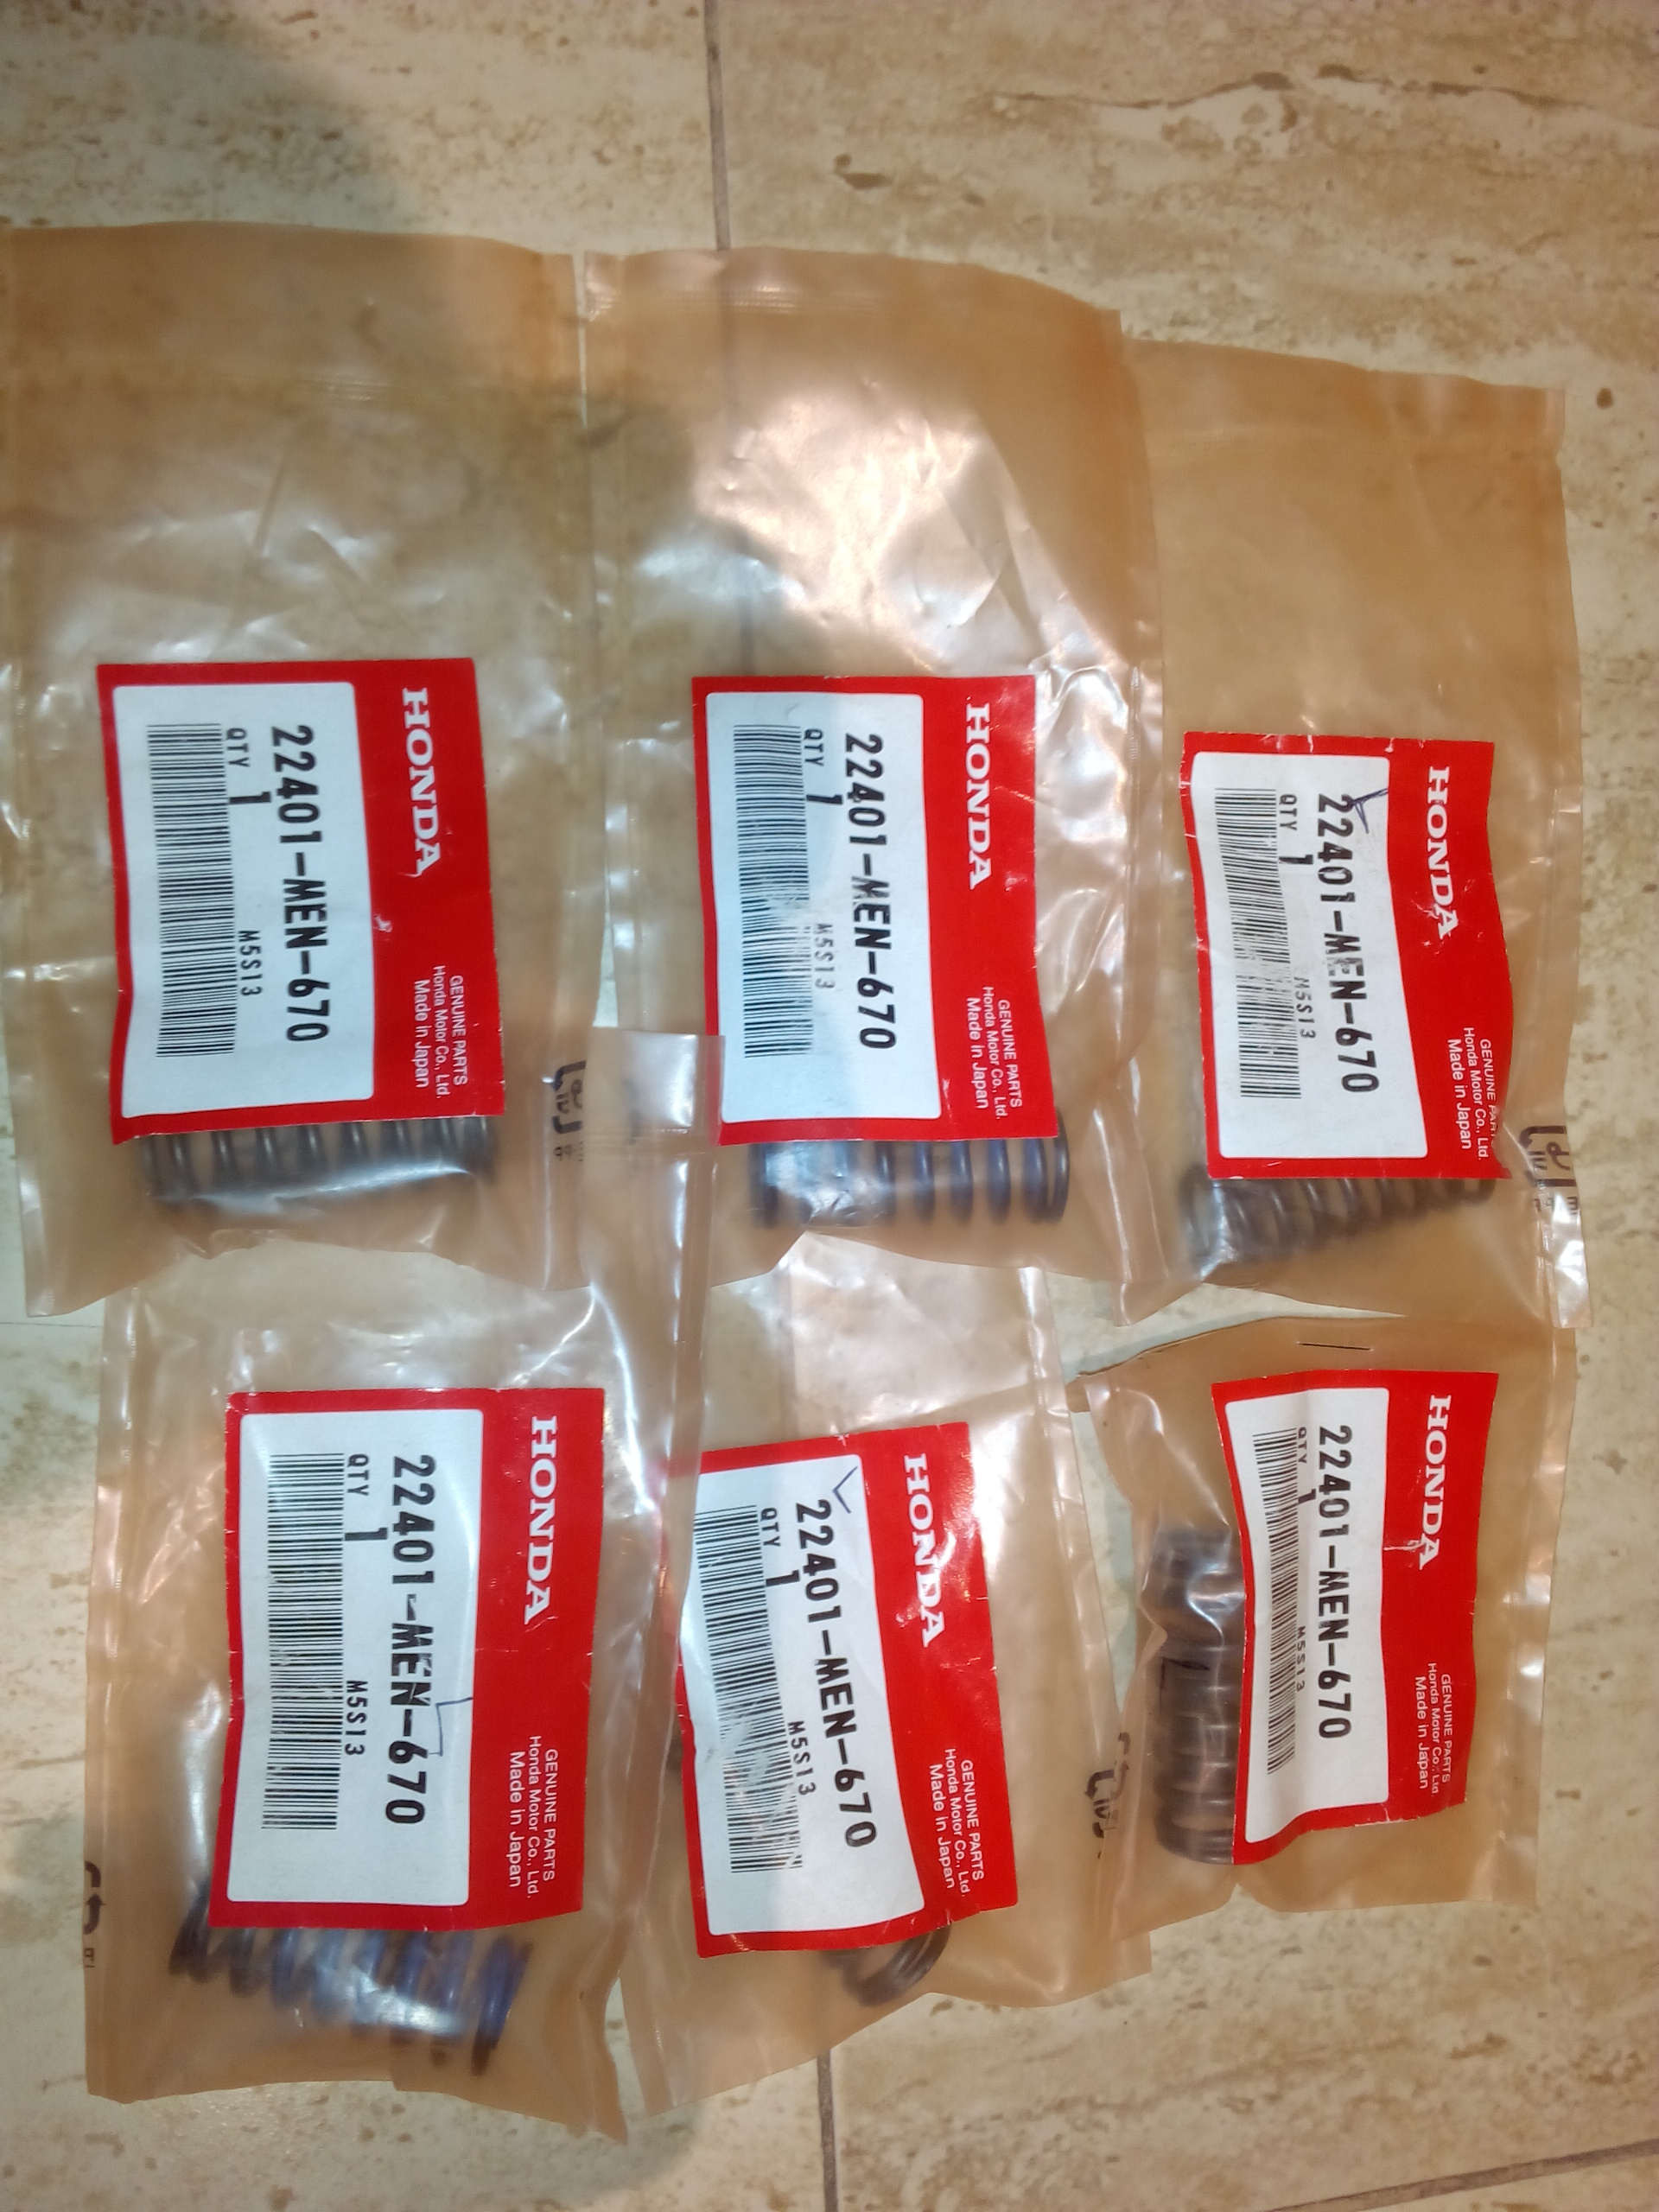 HONDA
GENUINE PARTS
Honda Motor Co., Ltd.
Made in Japan
22401-MEN-670
QTY 1 M5S13
HONDA
GENUINE PARTS
Honda Motor Co., Ltd.
Made in Japan
22401-MEN-670
QTY 1 M5S13
HONDA
GENUINE PART
Honda Motor Co., Ltd.
Made in Japan
22401-MEN-670
QTY 1 M5S13
HONDA
GENUINE PARTS
Honda Motor Co., Ltd.
Made in Japan
22401-MEN-670
QTY 1 M5S13
HONDA
GENUINE PARTS
Honda Motor Co., Ltd.
Made in Japan
22401-MEN-670
QTY 1 M5S13
HONDA
GENUINE PARTS
Honda Motor Co., Ltd.
Made in Japan
22401-MEN-670
QTY 1 M5S13